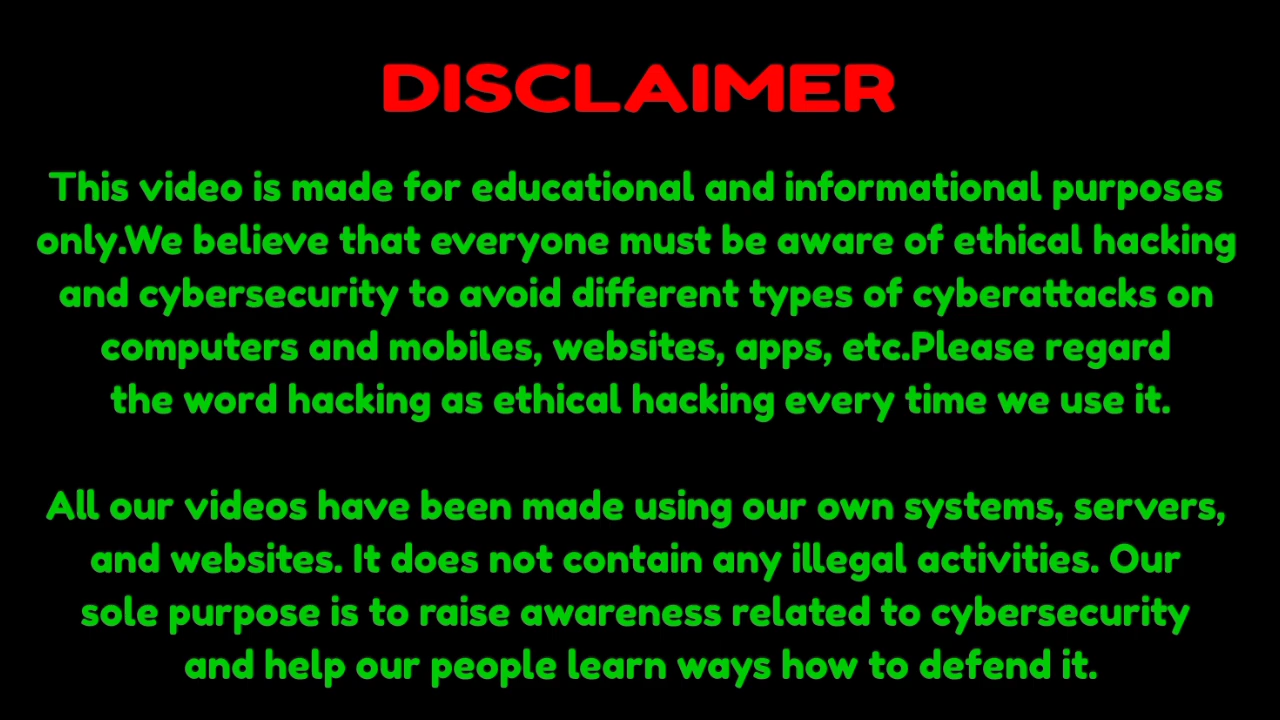 DISCLAIMER
This video is made for educational and informational purposes
only.We believe that everyone must be aware of ethical hacking
and cybersecurity to avoid different types of cyberattacks on
computers and mobiles, websites, apps, etc.Please regard
the word hacking as ethical hacking every time we use it.
All our videos have been made using our own systems, servers,
and websites. It does not contain any illegal activities. Our
sole purpose is to raise awareness related to cybersecurity
and help our people learn ways how to defend it.